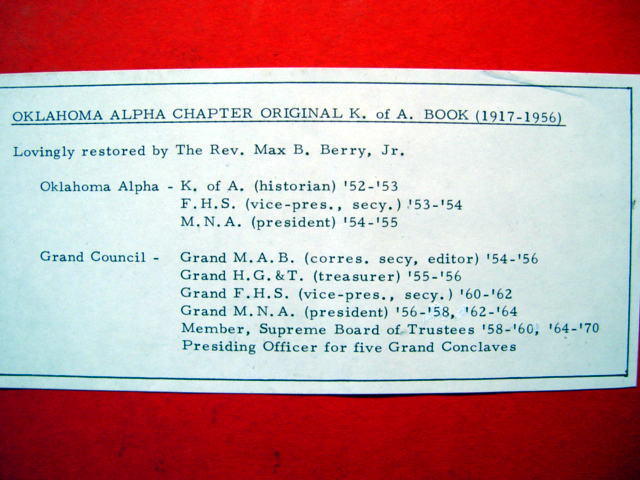 OKLAHOMA ALPHA CHAPTER ORIGINAL K. of A. BOOK (1917-1956)
Lovingly restored by The Rev. Max B. Berry, Jr.
Oklahoma Alpha - K. of A. (historian) '52-'53
F.H.S. (vice-pres., secy.) '53-'54
M.N.A. (president) '54-'55
Grand Council - Grand M.A.B. (corres. secy, editor) '54-'56
Grand H.G.&T. (treasurer) '55-'56
Grand F.H.S. (vice-pres., secy.) '60-'62
Grand M.N.A. (president) '56-'58, '62-'64
Member, Supreme Board of Trustees '58-'60, '64-'70
Presiding Officer for five Grand Conclaves